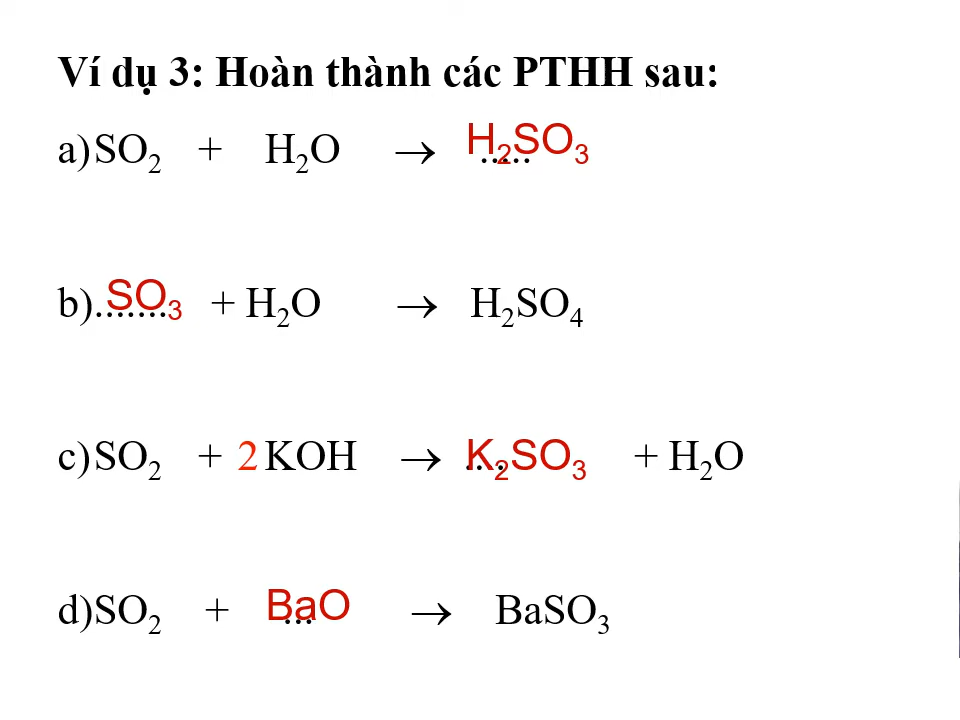 Ví dụ 3: Hoàn thành các PTHH sau:
a) SO₂ + H₂O → ..... H₂SO₃
b) ....... SO₃ + H₂O → H₂SO₄
c) SO₂ + 2 KOH → .... K₂SO₃ + H₂O
d) SO₂ + ... BaO → BaSO₃